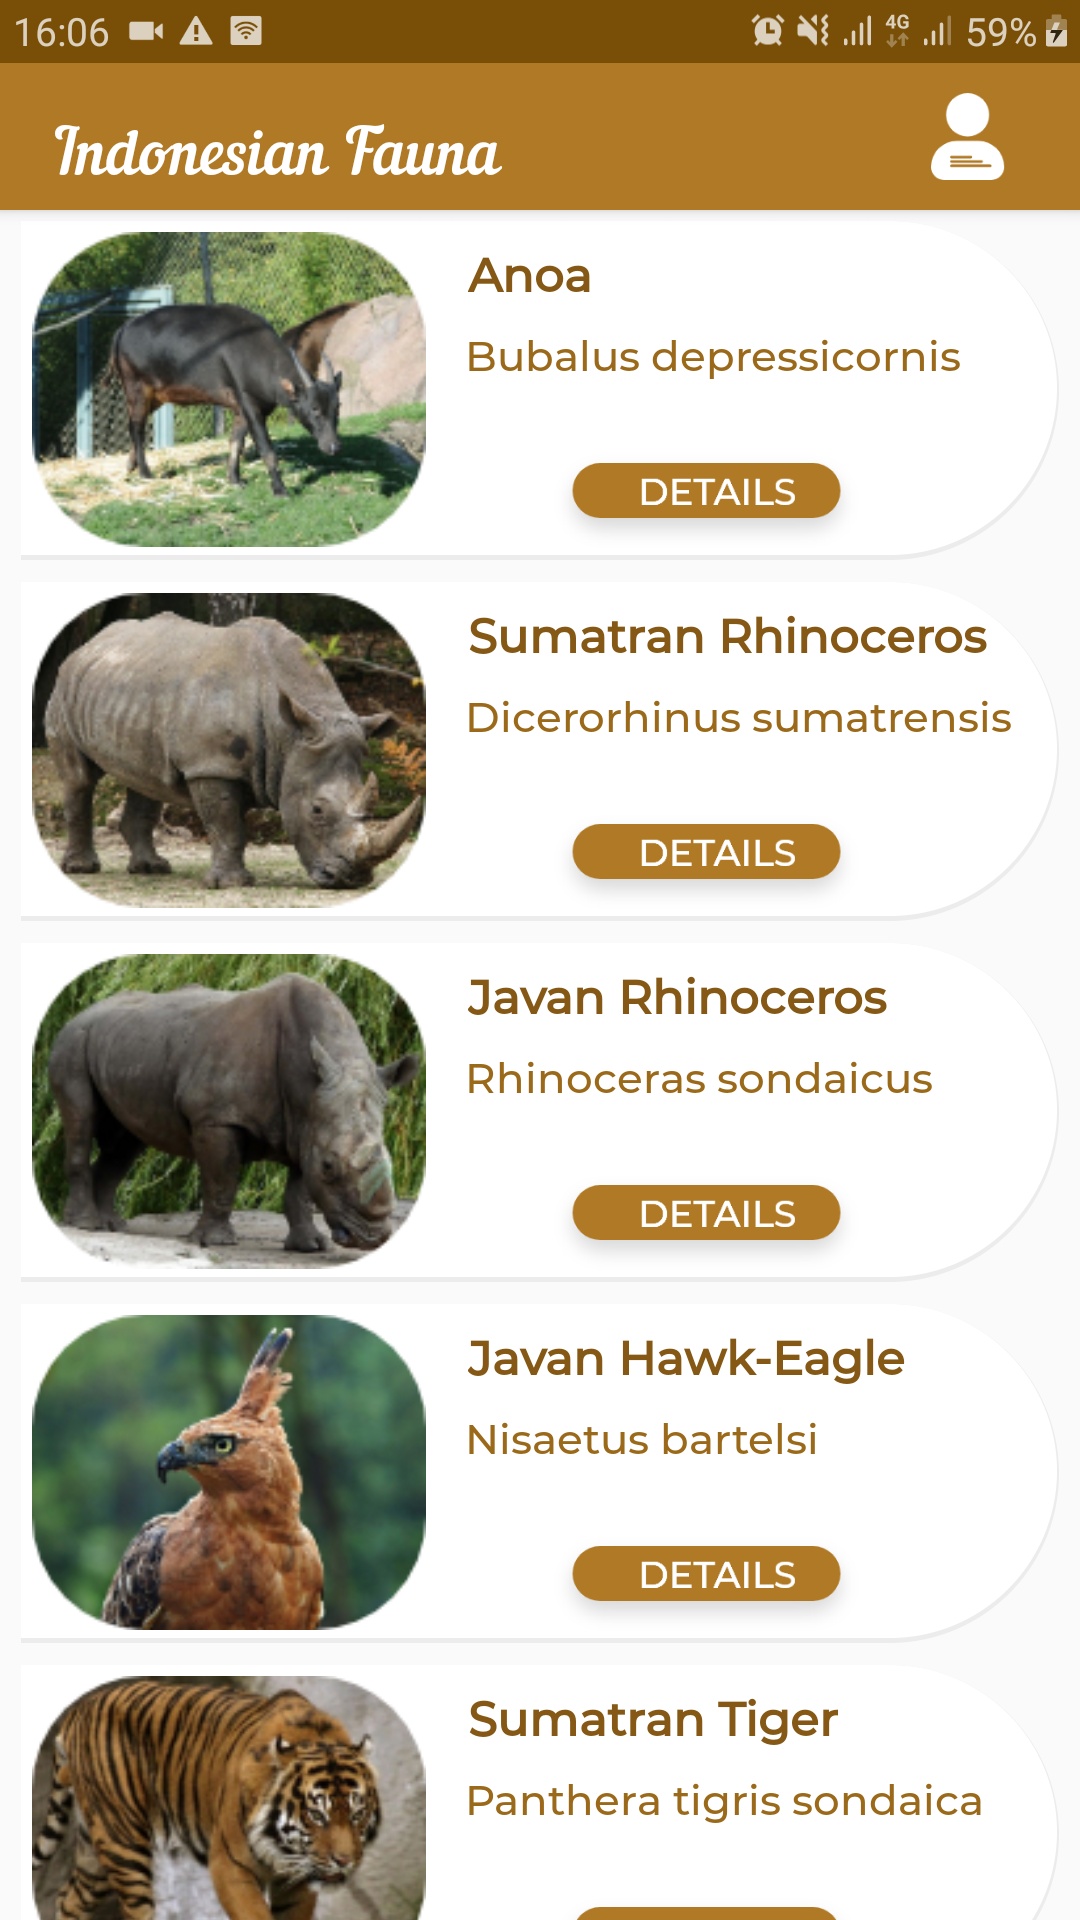 16:06 4G 59%
Indonesian Fauna
Anoa
Bubalus depressicornis
DETAILS
Sumatran Rhinoceros
Dicerorhinus sumatrensis
DETAILS
Javan Rhinoceros
Rhinoceras sondaicus
DETAILS
Javan Hawk-Eagle
Nisaetus bartelsi
DETAILS
Sumatran Tiger
Panthera tigris sondaica